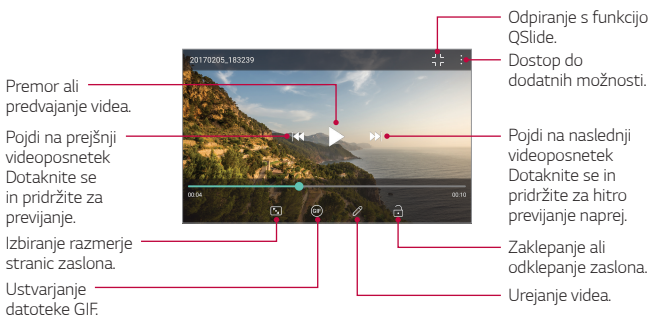 Odpiranje s funkcijo
QSlide.
Dostop do
dodatnih možnosti.
20170205_183239
Premor ali
predvajanje videa.
Pojdi na prejšnji
videoposnetek
Dotaknite se
in pridržite za
previjanje.
Pojdi na naslednji
videoposnetek
Dotaknite se in
pridržite za hitro
previjanje naprej.
00:04
00:10
GIF
Izbiranje razmerje
stranic zaslona.
Zaklepanje ali
odklepanje zaslona.
Ustvarjanje
datoteke GIF.
Urejanje videa.